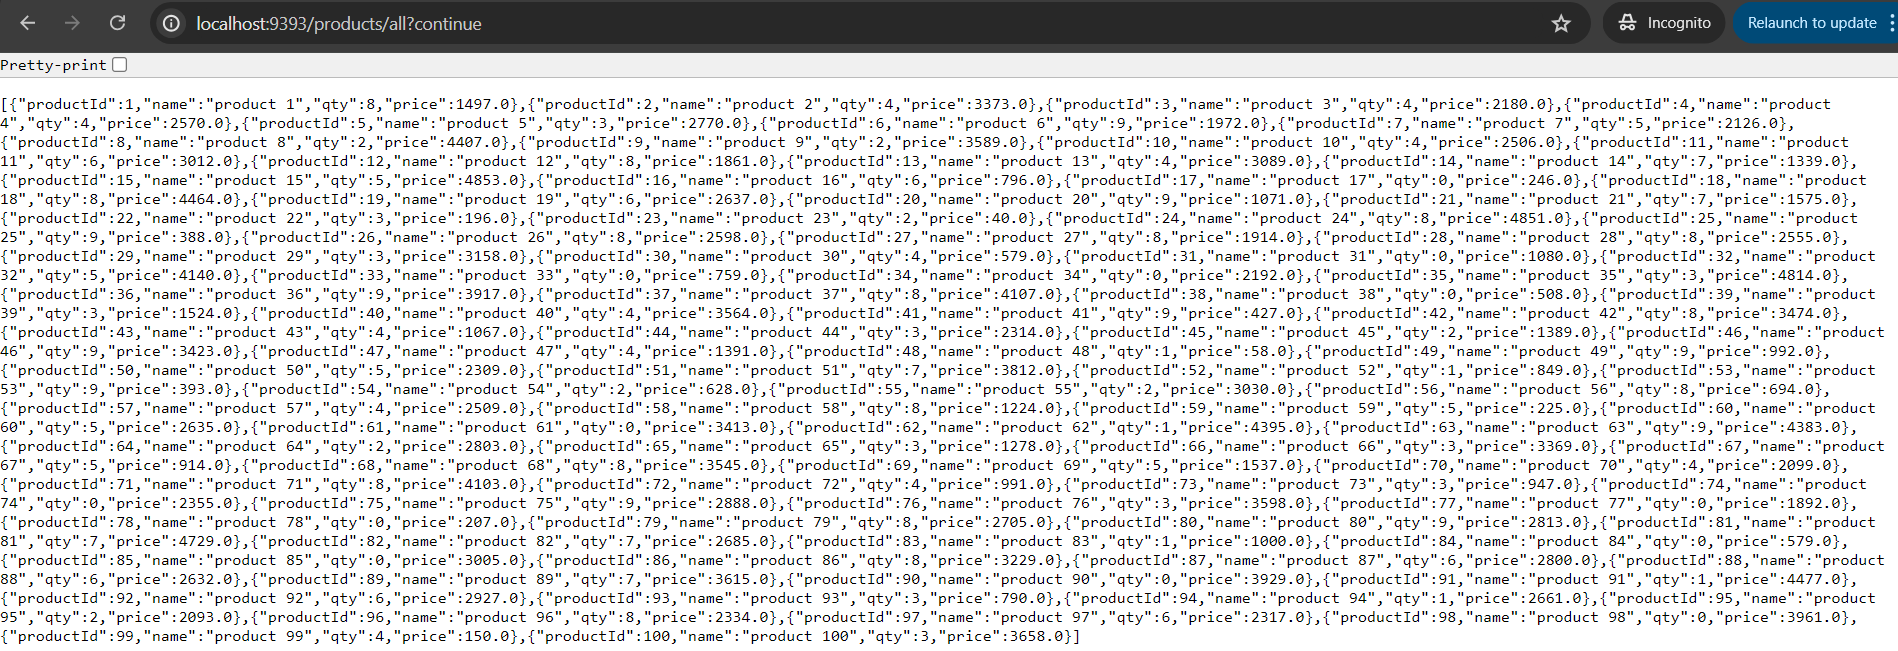 localhost:9393/products/all?continue
Incognito
Relaunch to update
Pretty-print
[{"productId":1,"name":"product 1","qty":8,"price":1497.0},{"productId":2,"name":"product 2","qty":4,"price":3373.0},{"productId":3,"name":"product 3","qty":4,"price":2180.0},{"productId":4,"name":"product
4","qty":4,"price":2570.0},{"productId":5,"name":"product 5","qty":3,"price":2770.0},{"productId":6,"name":"product 6","qty":9,"price":1972.0},{"productId":7,"name":"product 7","qty":5,"price":2126.0},
{"productId":8,"name":"product 8","qty":2,"price":4407.0},{"productId":9,"name":"product 9","qty":2,"price":3589.0},{"productId":10,"name":"product 10","qty":4,"price":2506.0},{"productId":11,"name":"product
11","qty":6,"price":3012.0},{"productId":12,"name":"product 12","qty":8,"price":1861.0},{"productId":13,"name":"product 13","qty":4,"price":3089.0},{"productId":14,"name":"product 14","qty":7,"price":1339.0},
{"productId":15,"name":"product 15","qty":5,"price":4853.0},{"productId":16,"name":"product 16","qty":6,"price":796.0},{"productId":17,"name":"product 17","qty":0,"price":246.0},{"productId":18,"name":"product
18","qty":8,"price":4464.0},{"productId":19,"name":"product 19","qty":6,"price":2637.0},{"productId":20,"name":"product 20","qty":9,"price":1071.0},{"productId":21,"name":"product 21","qty":7,"price":1575.0},
{"productId":22,"name":"product 22","qty":3,"price":196.0},{"productId":23,"name":"product 23","qty":2,"price":40.0},{"productId":24,"name":"product 24","qty":8,"price":4851.0},{"productId":25,"name":"product
25","qty":9,"price":388.0},{"productId":26,"name":"product 26","qty":8,"price":2598.0},{"productId":27,"name":"product 27","qty":8,"price":1914.0},{"productId":28,"name":"product 28","qty":8,"price":2555.0},
{"productId":29,"name":"product 29","qty":3,"price":3158.0},{"productId":30,"name":"product 30","qty":4,"price":579.0},{"productId":31,"name":"product 31","qty":0,"price":1080.0},{"productId":32,"name":"product
32","qty":5,"price":4140.0},{"productId":33,"name":"product 33","qty":0,"price":759.0},{"productId":34,"name":"product 34","qty":0,"price":2192.0},{"productId":35,"name":"product 35","qty":3,"price":4814.0},
{"productId":36,"name":"product 36","qty":9,"price":3917.0},{"productId":37,"name":"product 37","qty":8,"price":4107.0},{"productId":38,"name":"product 38","qty":0,"price":508.0},{"productId":39,"name":"product
39","qty":3,"price":1524.0},{"productId":40,"name":"product 40","qty":4,"price":3564.0},{"productId":41,"name":"product 41","qty":9,"price":427.0},{"productId":42,"name":"product 42","qty":8,"price":3474.0},
{"productId":43,"name":"product 43","qty":4,"price":1067.0},{"productId":44,"name":"product 44","qty":3,"price":2314.0},{"productId":45,"name":"product 45","qty":2,"price":1389.0},{"productId":46,"name":"product
46","qty":9,"price":3423.0},{"productId":47,"name":"product 47","qty":4,"price":1391.0},{"productId":48,"name":"product 48","qty":1,"price":58.0},{"productId":49,"name":"product 49","qty":9,"price":992.0},
{"productId":50,"name":"product 50","qty":5,"price":2309.0},{"productId":51,"name":"product 51","qty":7,"price":3812.0},{"productId":52,"name":"product 52","qty":1,"price":849.0},{"productId":53,"name":"product
53","qty":9,"price":393.0},{"productId":54,"name":"product 54","qty":2,"price":628.0},{"productId":55,"name":"product 55","qty":2,"price":3030.0},{"productId":56,"name":"product 56","qty":8,"price":694.0},
{"productId":57,"name":"product 57","qty":4,"price":2509.0},{"productId":58,"name":"product 58","qty":8,"price":1224.0},{"productId":59,"name":"product 59","qty":5,"price":225.0},{"productId":60,"name":"product
60","qty":5,"price":2635.0},{"productId":61,"name":"product 61","qty":0,"price":3413.0},{"productId":62,"name":"product 62","qty":1,"price":4395.0},{"productId":63,"name":"product 63","qty":9,"price":4383.0},
{"productId":64,"name":"product 64","qty":2,"price":2803.0},{"productId":65,"name":"product 65","qty":3,"price":1278.0},{"productId":66,"name":"product 66","qty":3,"price":3369.0},{"productId":67,"name":"product
67","qty":5,"price":914.0},{"productId":68,"name":"product 68","qty":8,"price":3545.0},{"productId":69,"name":"product 69","qty":5,"price":1537.0},{"productId":70,"name":"product 70","qty":4,"price":2099.0},
{"productId":71,"name":"product 71","qty":8,"price":4103.0},{"productId":72,"name":"product 72","qty":4,"price":991.0},{"productId":73,"name":"product 73","qty":3,"price":947.0},{"productId":74,"name":"product
74","qty":0,"price":2355.0},{"productId":75,"name":"product 75","qty":9,"price":2888.0},{"productId":76,"name":"product 76","qty":3,"price":3598.0},{"productId":77,"name":"product 77","qty":0,"price":1892.0},
{"productId":78,"name":"product 78","qty":0,"price":207.0},{"productId":79,"name":"product 79","qty":8,"price":2705.0},{"productId":80,"name":"product 80","qty":9,"price":2813.0},{"productId":81,"name":"product
81","qty":7,"price":4729.0},{"productId":82,"name":"product 82","qty":7,"price":2685.0},{"productId":83,"name":"product 83","qty":1,"price":1000.0},{"productId":84,"name":"product 84","qty":0,"price":579.0},
{"productId":85,"name":"product 85","qty":0,"price":3005.0},{"productId":86,"name":"product 86","qty":8,"price":3229.0},{"productId":87,"name":"product 87","qty":6,"price":2800.0},{"productId":88,"name":"product
88","qty":6,"price":2632.0},{"productId":89,"name":"product 89","qty":7,"price":3615.0},{"productId":90,"name":"product 90","qty":0,"price":3929.0},{"productId":91,"name":"product 91","qty":1,"price":4477.0},
{"productId":92,"name":"product 92","qty":6,"price":2927.0},{"productId":93,"name":"product 93","qty":3,"price":790.0},{"productId":94,"name":"product 94","qty":1,"price":2661.0},{"productId":95,"name":"product
95","qty":2,"price":2093.0},{"productId":96,"name":"product 96","qty":8,"price":2334.0},{"productId":97,"name":"product 97","qty":6,"price":2317.0},{"productId":98,"name":"product 98","qty":0,"price":3961.0},
{"productId":99,"name":"product 99","qty":4,"price":150.0},{"productId":100,"name":"product 100","qty":3,"price":3658.0}]